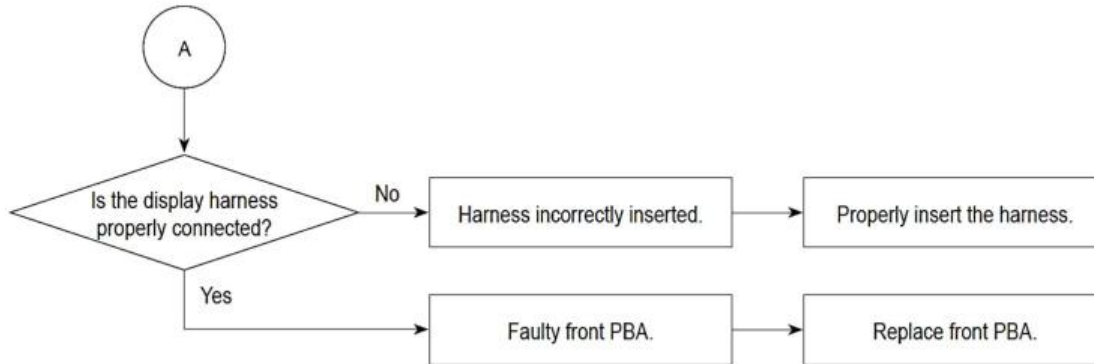 A
Is the display harness
properly connected?
No
Harness incorrectly inserted.
Properly insert the harness.
Yes
Faulty front PBA.
Replace front PBA.